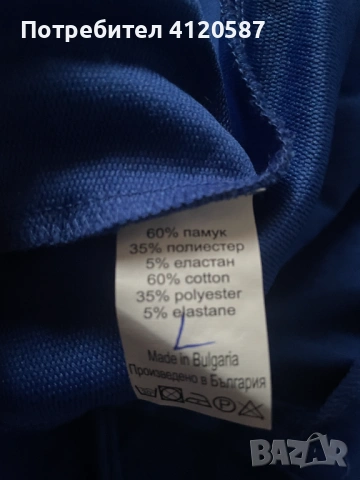 Потребител 4120587
60% памук
35% полиестер
5% еластан
60% cotton
35% polyester
5% elastane
L
Made in Bulgaria
Произведено в България
BAZAR